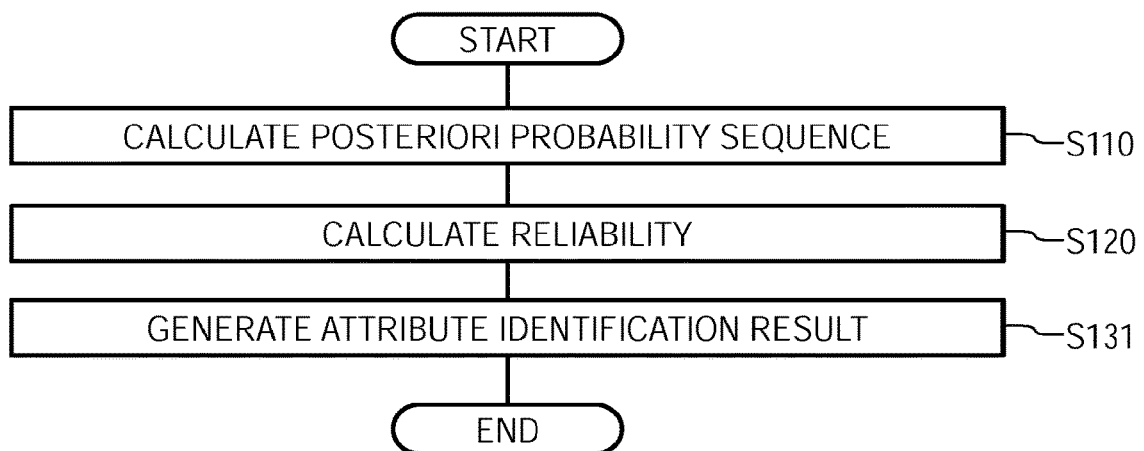 START
CALCULATE POSTERIORI PROBABILITY SEQUENCE
S110
CALCULATE RELIABILITY
S120
GENERATE ATTRIBUTE IDENTIFICATION RESULT
S131
END